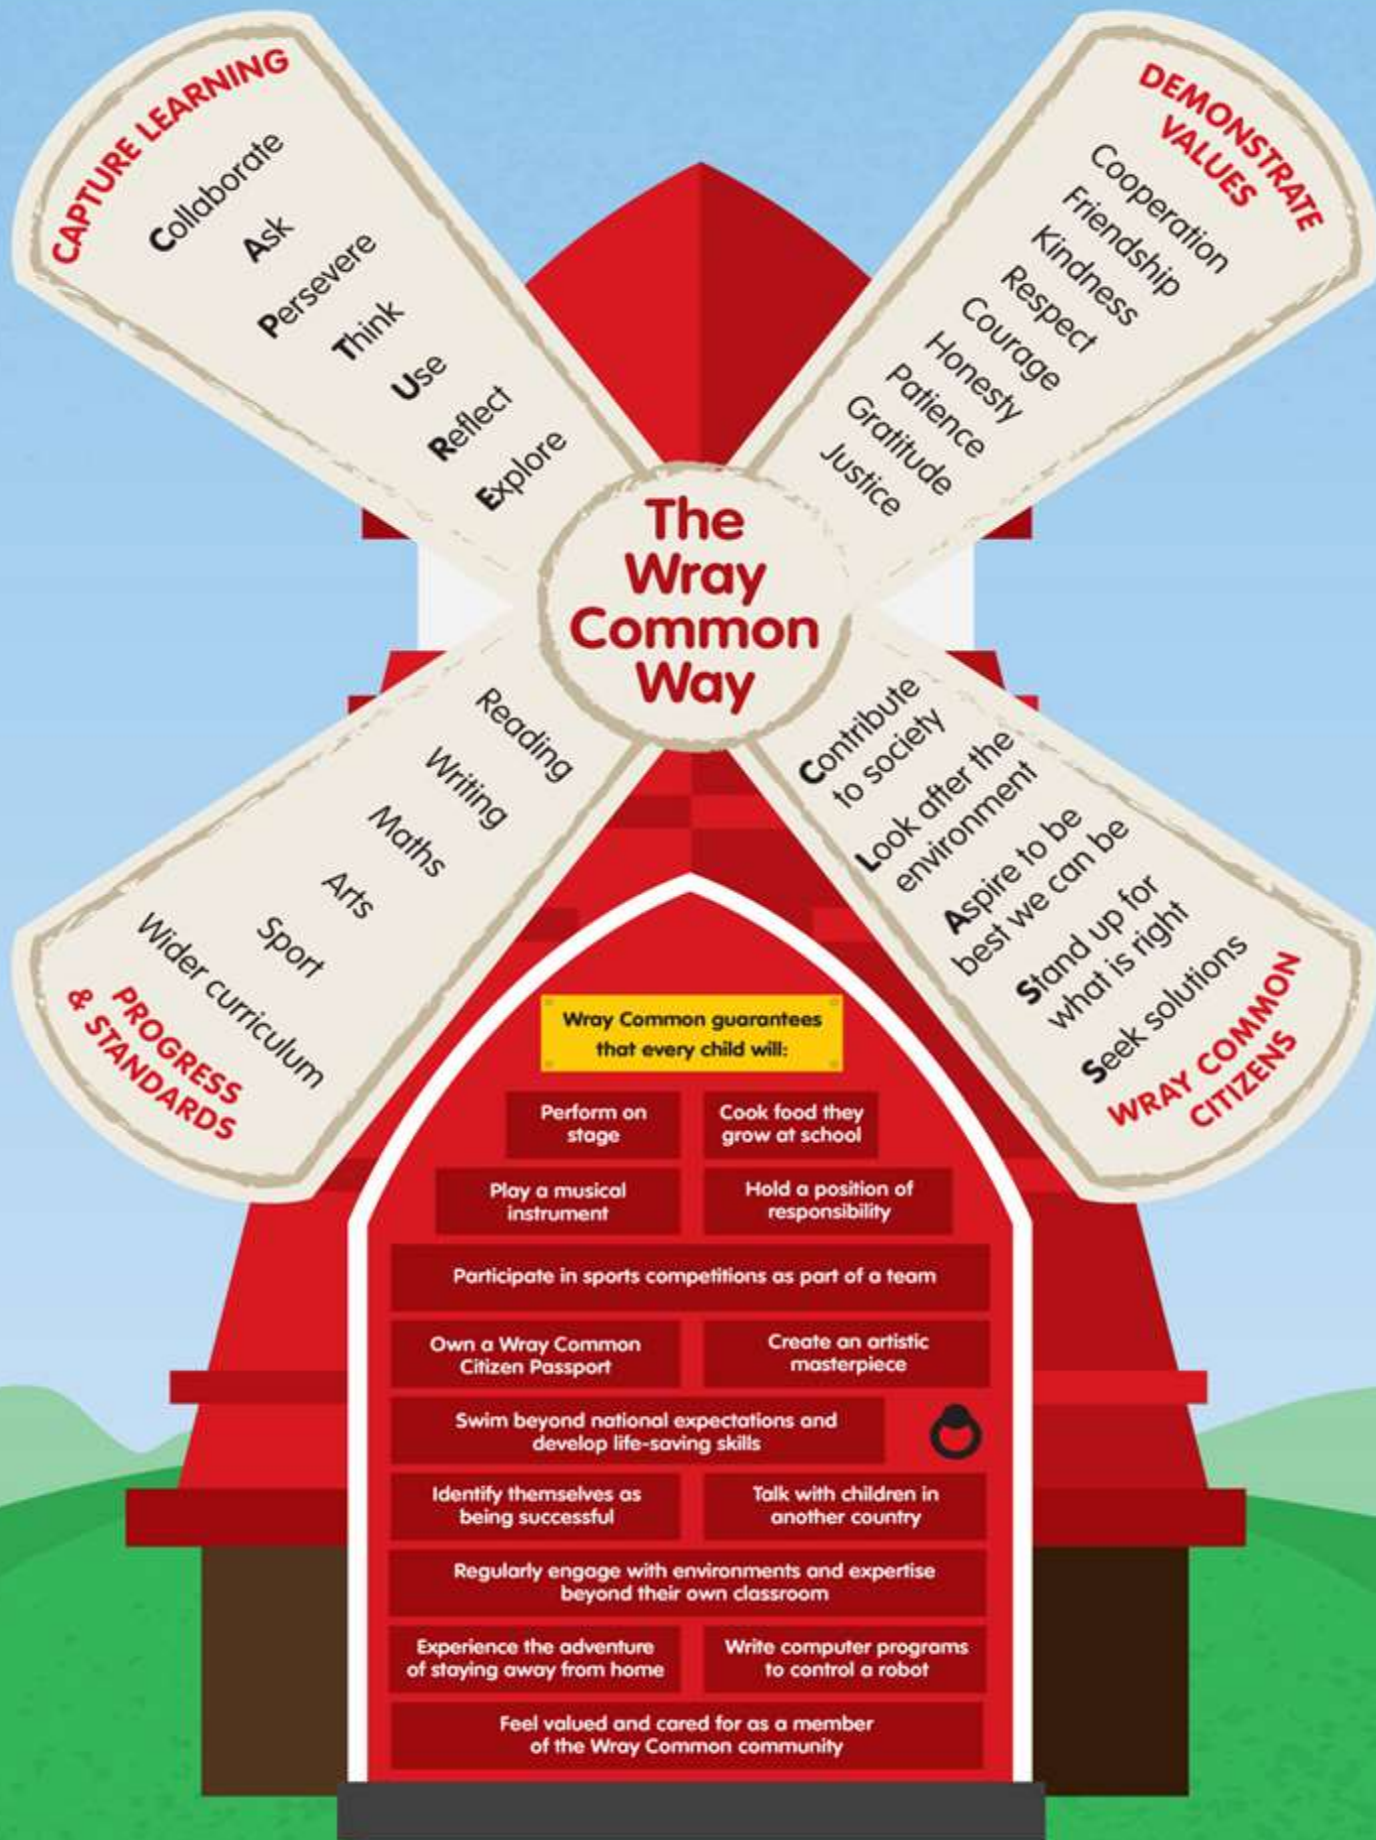 CAPTURE LEARNING
Collaborate
Ask
Persevere
Think
Use
Reflect
Explore
DEMONSTRATE
VALUES
Cooperation
Friendship
Kindness
Respect
Courage
Honesty
Patience
Gratitude
Justice
The
Wray
Common
Way
Reading
Writing
Maths
Arts
Sport
Wider curriculum
PROGRESS
& STANDARDS
Contribute
to society
Look after the
environment
Aspire to be
best we can be
Stand up for
what is right
Seek solutions
WRAY COMMON
CITIZENS
Wray Common guarantees
that every child will:
Perform on
stage
Cook food they
grow at school
Play a musical
instrument
Hold a position of
responsibility
Participate in sports competitions as part of a team
Own a Wray Common
Citizen Passport
Create an artistic
masterpiece
Swim beyond national expectations and
develop life-saving skills
Identify themselves as
being successful
Talk with children in
another country
Regularly engage with environments and expertise
beyond their own classroom
Experience the adventure
of staying away from home
Write computer programs
to control a robot
Feel valued and cared for as a member
of the Wray Common community